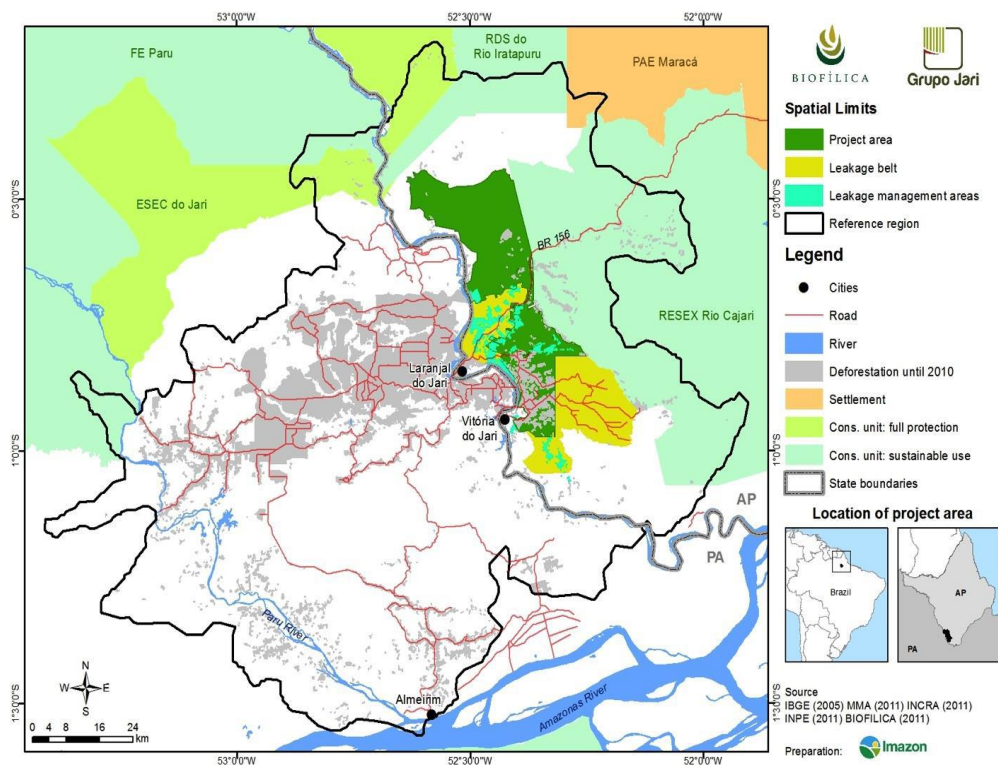 53°0'0"W
52°30'0"W
52°0'0"W
FE Paru
RDS do
Rio Iratapuru
PAE Maracá
0°30'0"S
0°30'0"S
ESEC do Jari
BR 156
RESEX Rio Cajari
Laranjal
do Jari
Vitória
do Jari
1°0'0"S
1°0'0"S
AP
PA
Paru River
Almeirim
Amazonas River
1°30'0"S
1°30'0"S
N
W
E
S
0 4 8
16
24
km
53°0'0"W
52°30'0"W
52°0'0"W
BIOFÍLICA
Grupo Jari
Spatial Limits
Project area
Leakage belt
Leakage management areas
Reference region
Legend
Cities
Road
River
Deforestation until 2010
Settlement
Cons. unit: full protection
Cons. unit: sustainable use
State boundaries
Location of project area
Brazil
AP
PA
Source
IBGE (2005) MMA (2011) INCRA (2011)
INPE (2011) BIOFILICA (2011)
Preparation:
Imazon